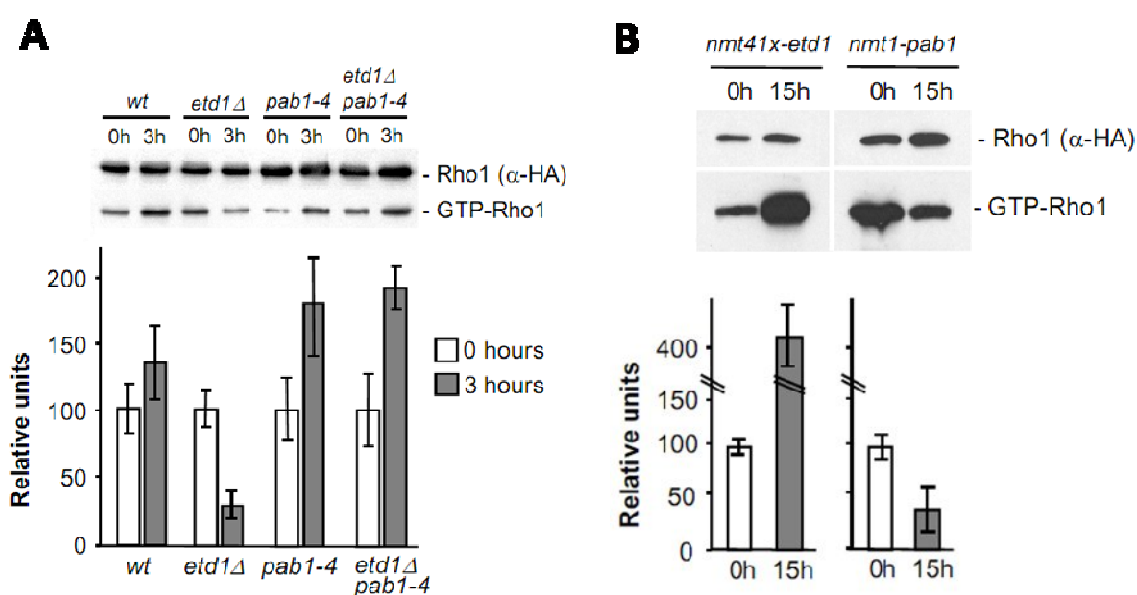 A
wt etd1Δ pab1-4 etd1Δ pab1-4
0h 3h 0h 3h 0h 3h 0h 3h
- Rho1 (α-HA)
- GTP-Rho1
Relative units
200
150
100
50
0
0 hours
3 hours
wt etd1Δ pab1-4 etd1Δ pab1-4
B
nmt41x-etd1 nmt1-pab1
0h 15h 0h 15h
- Rho1 (α-HA)
- GTP-Rho1
Relative units
400
150
100
50
0
0h 15h 0h 15h